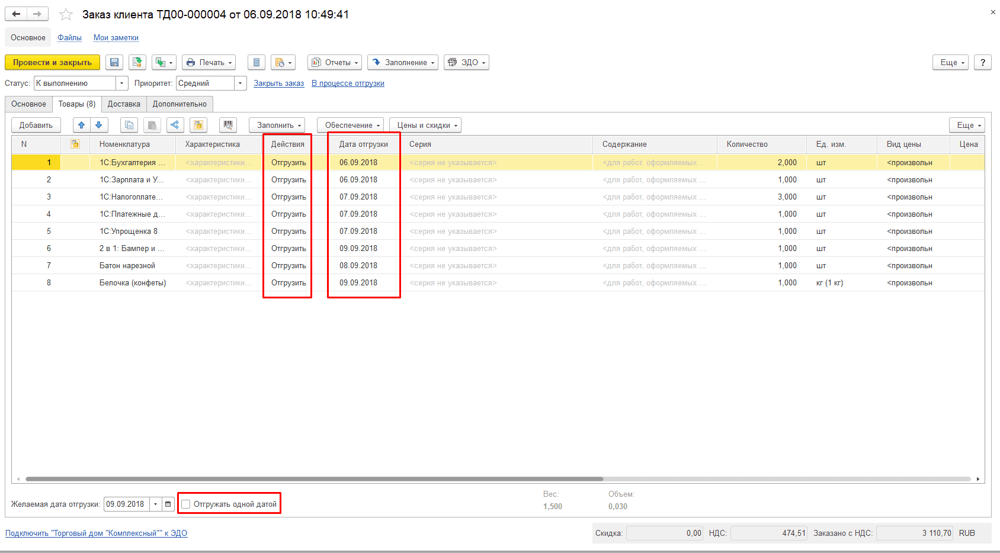 Заказ клиента ТД00-000004 от 06.09.2018 10:49:41
Основное Файлы Мои заметки
Провести и закрыть Печать Отчеты Заполнение ЭДО Еще ?
Статус: К выполнению Приоритет: Средний Закрыть заказ В процессе отгрузки
Основное Товары (8) Доставка Дополнительно
Добавить Заполнить Обеспечение Цены и скидки Еще
N Номенклатура Характеристика Действия Дата отгрузки Серия Содержание Количество Ед. изм. Вид цены Цена
1 1С:Бухгалтерия ... <характеристики... Отгрузить 06.09.2018 <серия не указывается> <для работ, оформляемых ... 2,000 шт <произвольн
2 1С:Зарплата и У... <характеристики... Отгрузить 06.09.2018 <серия не указывается> <для работ, оформляемых ... 1,000 шт <произвольн
3 1С:Налогоплате... <характеристики... Отгрузить 07.09.2018 <серия не указывается> <для работ, оформляемых ... 3,000 шт <произвольн
4 1С:Платежные д... <характеристики... Отгрузить 07.09.2018 <серия не указывается> <для работ, оформляемых ... 1,000 шт <произвольн
5 1С:Упрощенка 8 <характеристики... Отгрузить 07.09.2018 <серия не указывается> <для работ, оформляемых ... 1,000 шт <произвольн
6 2 в 1: Бампер и ... <характеристики... Отгрузить 09.09.2018 <серия не указывается> <для работ, оформляемых ... 1,000 шт <произвольн
7 Батон нарезной <характеристики... Отгрузить 08.09.2018 <серия не указывается> <для работ, оформляемых ... 1,000 шт <произвольн
8 Белочка (конфеты) <характеристики... Отгрузить 09.09.2018 <серия не указывается> <для работ, оформляемых ... 1,000 кг (1 кг) <произвольн
Вес: Объем:
Желаемая дата отгрузки: 09.09.2018 Отгружать одной датой 1,500 0,030
Подключить "Торговый дом "Комплексный"" к ЭДО Скидка: 0,00 НДС: 474,51 Заказано с НДС: 3 110,70 RUB